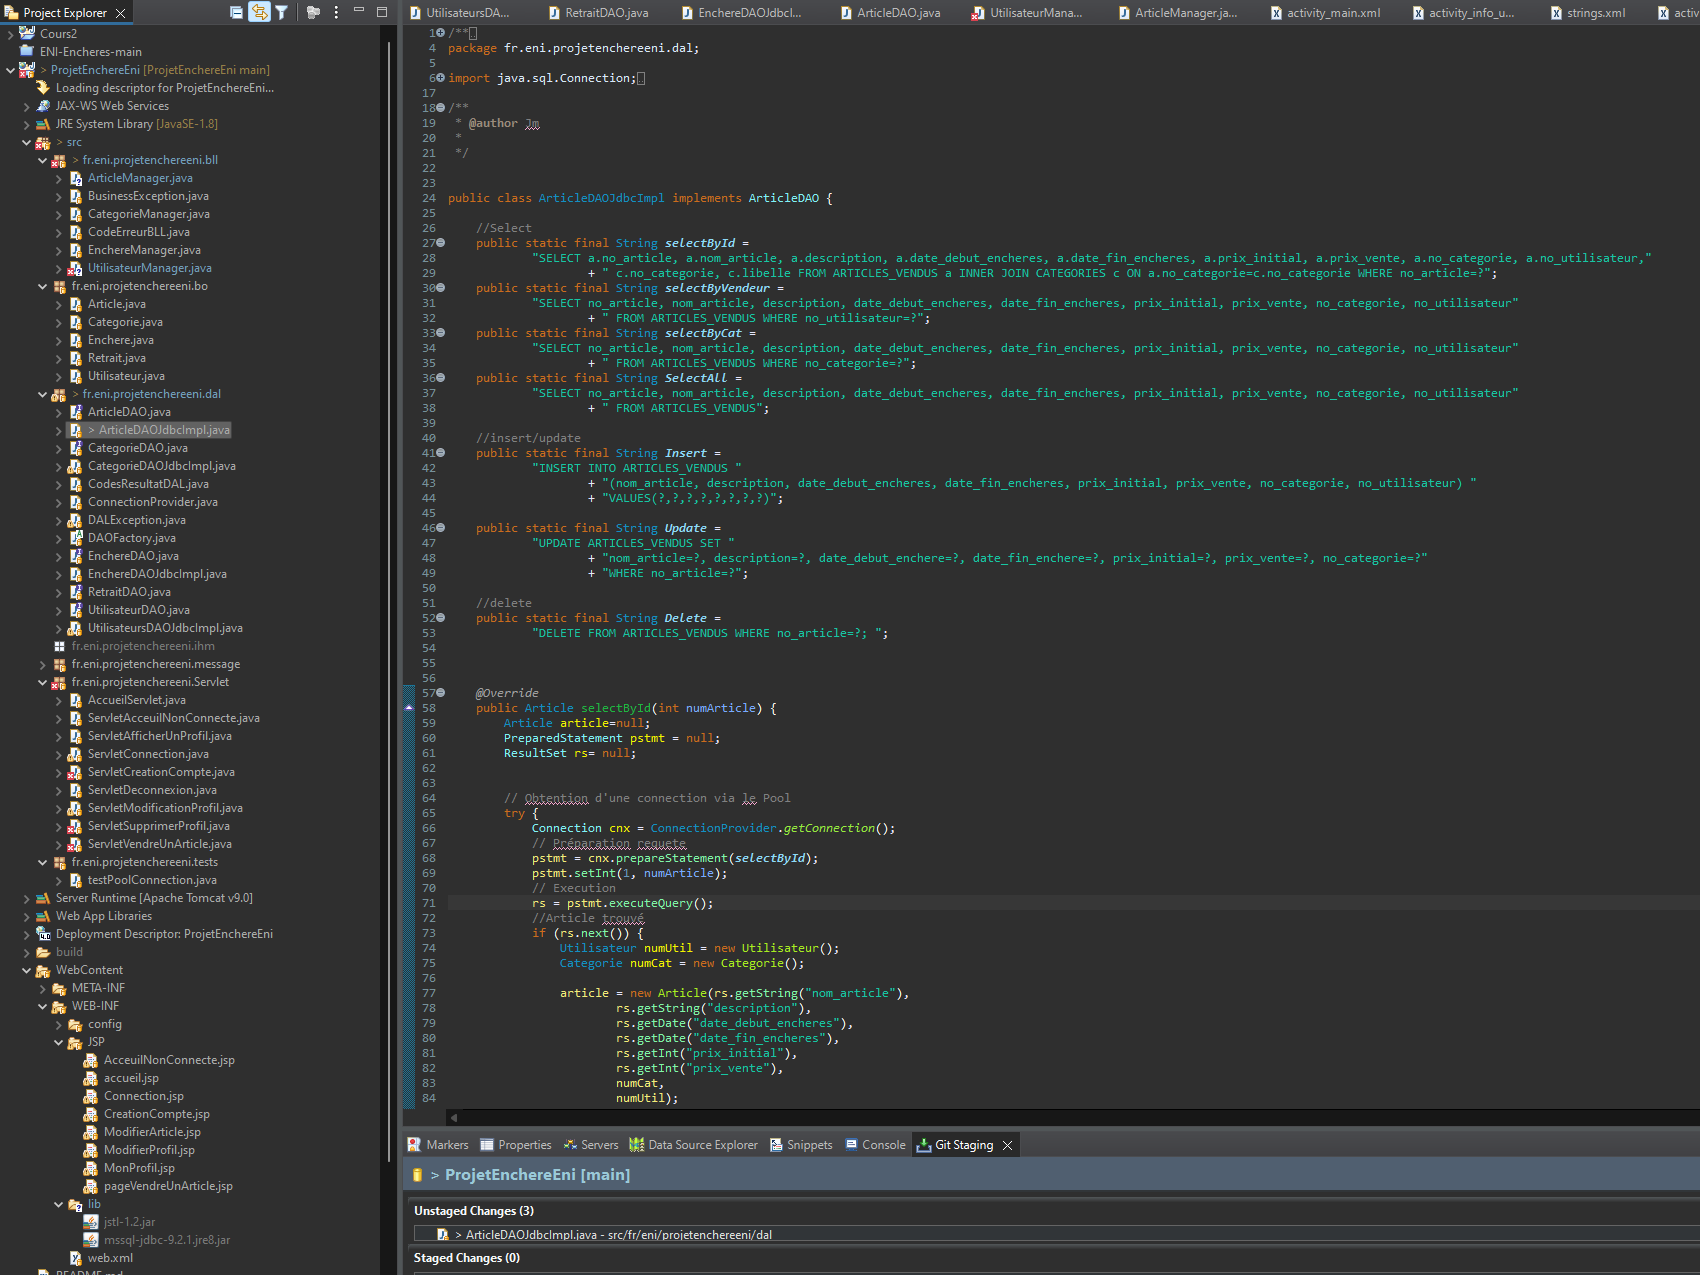 Project Explorer
Cours2
ENI-Encheres-main
> ProjetEnchereEni [ProjetEnchereEni main]
Loading descriptor for ProjetEnchereEni...
JAX-WS Web Services
JRE System Library [JavaSE-1.8]
> src
> fr.eni.projetenchereeni.bll
ArticleManager.java
BusinessException.java
CategorieManager.java
CodeErreurBLL.java
EnchereManager.java
UtilisateurManager.java
fr.eni.projetenchereeni.bo
Article.java
Categorie.java
Enchere.java
Retrait.java
Utilisateur.java
> fr.eni.projetenchereeni.dal
ArticleDAO.java
> ArticleDAOJdbcImpl.java
CategorieDAO.java
CategorieDAOJdbcImpl.java
CodesResultatDAL.java
ConnectionProvider.java
DALException.java
DAOFactory.java
EnchereDAO.java
EnchereDAOJdbcImpl.java
RetraitDAO.java
UtilisateurDAO.java
UtilisateursDAOJdbcImpl.java
fr.eni.projetenchereeni.ihm
fr.eni.projetenchereeni.message
fr.eni.projetenchereeni.Servlet
AccueilServlet.java
ServletAcceuilNonConnecte.java
ServletAfficherUnProfil.java
ServletConnection.java
ServletCreationCompte.java
ServletDeconnexion.java
ServletModificationProfil.java
ServletSupprimerProfil.java
ServletVendreUnArticle.java
fr.eni.projetenchereeni.tests
testPoolConnection.java
Server Runtime [Apache Tomcat v9.0]
Web App Libraries
Deployment Descriptor: ProjetEnchereEni
build
WebContent
META-INF
WEB-INF
config
JSP
AcceuilNonConnecte.jsp
accueil.jsp
Connection.jsp
CreationCompte.jsp
ModifierArticle.jsp
ModifierProfil.jsp
MonProfil.jsp
pageVendreUnArticle.jsp
lib
jstl-1.2.jar
mssql-jdbc-9.2.1.jre8.jar
web.xml
README.md
UtilisateursDA... RetraitDAO.java EnchereDAOJdbcI... ArticleDAO.java UtilisateurMana... ArticleManager.ja... activity_main.xml activity_info_u... strings.xml activ
1 /**
4 package fr.eni.projetenchereeni.dal;
5
6 import java.sql.Connection;
17
18 /**
19 * @author Jm
20 *
21 */
22
23
24 public class ArticleDAOJdbcImpl implements ArticleDAO {
25
26 //Select
27 public static final String selectById =
28 "SELECT a.no_article, a.nom_article, a.description, a.date_debut_encheres, a.date_fin_encheres, a.prix_initial, a.prix_vente, a.no_categorie, a.no_utilisateur,"
29 + " c.no_categorie, c.libelle FROM ARTICLES_VENDUS a INNER JOIN CATEGORIES c ON a.no_categorie=c.no_categorie WHERE no_article=?";
30 public static final String selectByVendeur =
31 "SELECT no_article, nom_article, description, date_debut_encheres, date_fin_encheres, prix_initial, prix_vente, no_categorie, no_utilisateur"
32 + " FROM ARTICLES_VENDUS WHERE no_utilisateur=?";
33 public static final String selectByCat =
34 "SELECT no_article, nom_article, description, date_debut_encheres, date_fin_encheres, prix_initial, prix_vente, no_categorie, no_utilisateur"
35 + " FROM ARTICLES_VENDUS WHERE no_categorie=?";
36 public static final String SelectAll =
37 "SELECT no_article, nom_article, description, date_debut_encheres, date_fin_encheres, prix_initial, prix_vente, no_categorie, no_utilisateur"
38 + " FROM ARTICLES_VENDUS";
39
40 //insert/update
41 public static final String Insert =
42 "INSERT INTO ARTICLES_VENDUS "
43 + "(nom_article, description, date_debut_encheres, date_fin_encheres, prix_initial, prix_vente, no_categorie, no_utilisateur) "
44 + "VALUES(?,?,?,?,?,?,?,?)";
45
46 public static final String Update =
47 "UPDATE ARTICLES_VENDUS SET "
48 + "nom_article=?, description=?, date_debut_enchere=?, date_fin_enchere=?, prix_initial=?, prix_vente=?, no_categorie=?"
49 + "WHERE no_article=?";
50
51 //delete
52 public static final String Delete =
53 "DELETE FROM ARTICLES_VENDUS WHERE no_article=?; ";
54
55
56
57 @Override
58 public Article selectById(int numArticle) {
59 Article article=null;
60 PreparedStatement pstmt = null;
61 ResultSet rs= null;
62
63
64 // Obtention d'une connection via le Pool
65 try {
66 Connection cnx = ConnectionProvider.getConnection();
67 // Préparation requete
68 pstmt = cnx.prepareStatement(selectById);
69 pstmt.setInt(1, numArticle);
70 // Execution
71 rs = pstmt.executeQuery();
72 //Article trouvé
73 if (rs.next()) {
74 Utilisateur numUtil = new Utilisateur();
75 Categorie numCat = new Categorie();
76
77 article = new Article(rs.getString("nom_article"),
78 rs.getString("description"),
79 rs.getDate("date_debut_encheres"),
80 rs.getDate("date_fin_encheres"),
81 rs.getInt("prix_initial"),
82 rs.getInt("prix_vente"),
83 numCat,
84 numUtil);
Markers Properties Servers Data Source Explorer Snippets Console Git Staging
> ProjetEnchereEni [main]
Unstaged Changes (3)
> ArticleDAOJdbcImpl.java - src/fr/eni/projetenchereeni/dal
Staged Changes (0)